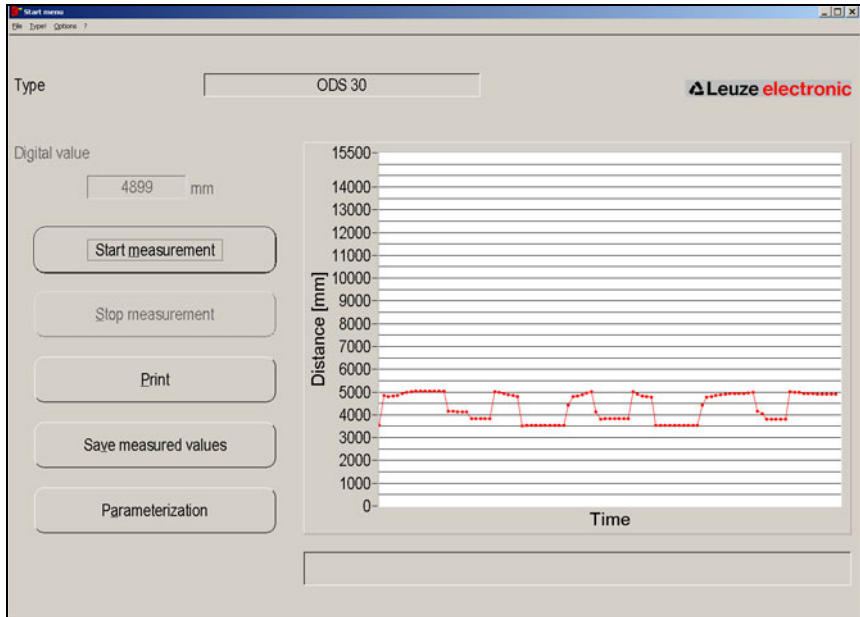 Start menu
File Type! Options ?
Type
ODS 30
Leuze electronic
Digital value
4899 mm
Start measurement
Stop measurement
Print
Save measured values
Parameterization
15500
14000
13000
12000
11000
10000
9000
8000
7000
6000
5000
4000
3000
2000
1000
0
Distance [mm]
Time